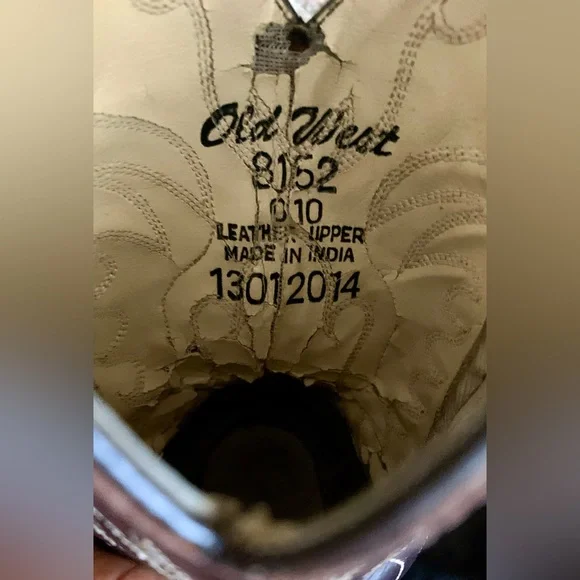 Old West
8152
010
LEATHER UPPER
MADE IN INDIA
13012014